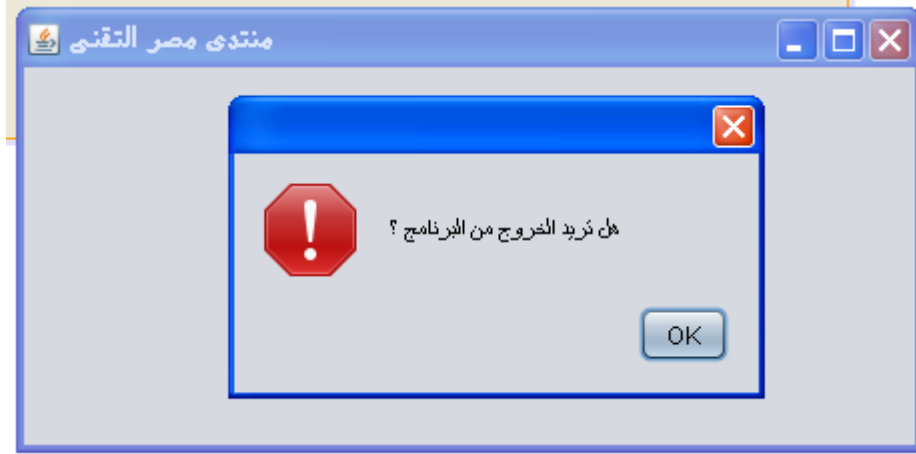 منتدى مصر التقنى
هل تريد الخروج من البرنامج ؟
OK